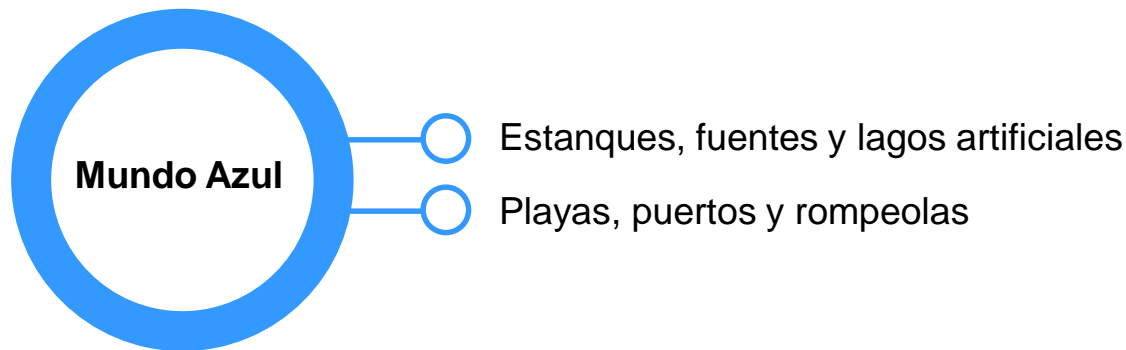 Mundo Azul
Estanques, fuentes y lagos artificiales
Playas, puertos y rompeolas